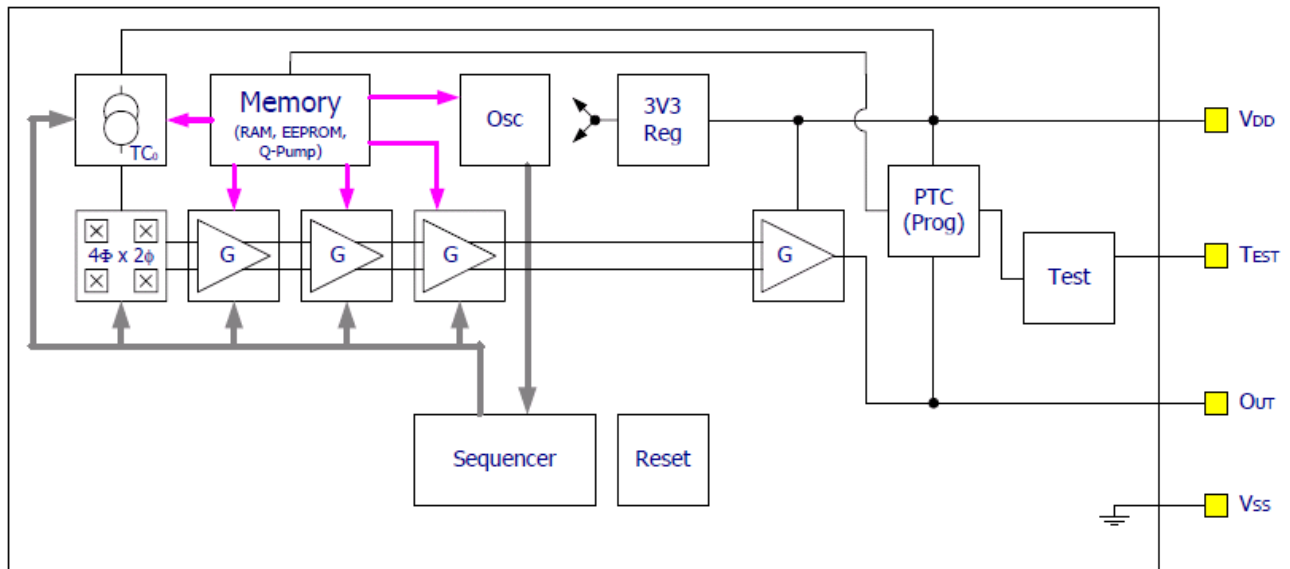 Memory
(RAM, EEPROM,
Q-Pump)
TC₀
Osc
3V3
Reg
VDD
PTC
(Prog)
4Φ x 2ϕ
G
G
G
G
Test
TEST
OUT
Sequencer
Reset
VSS